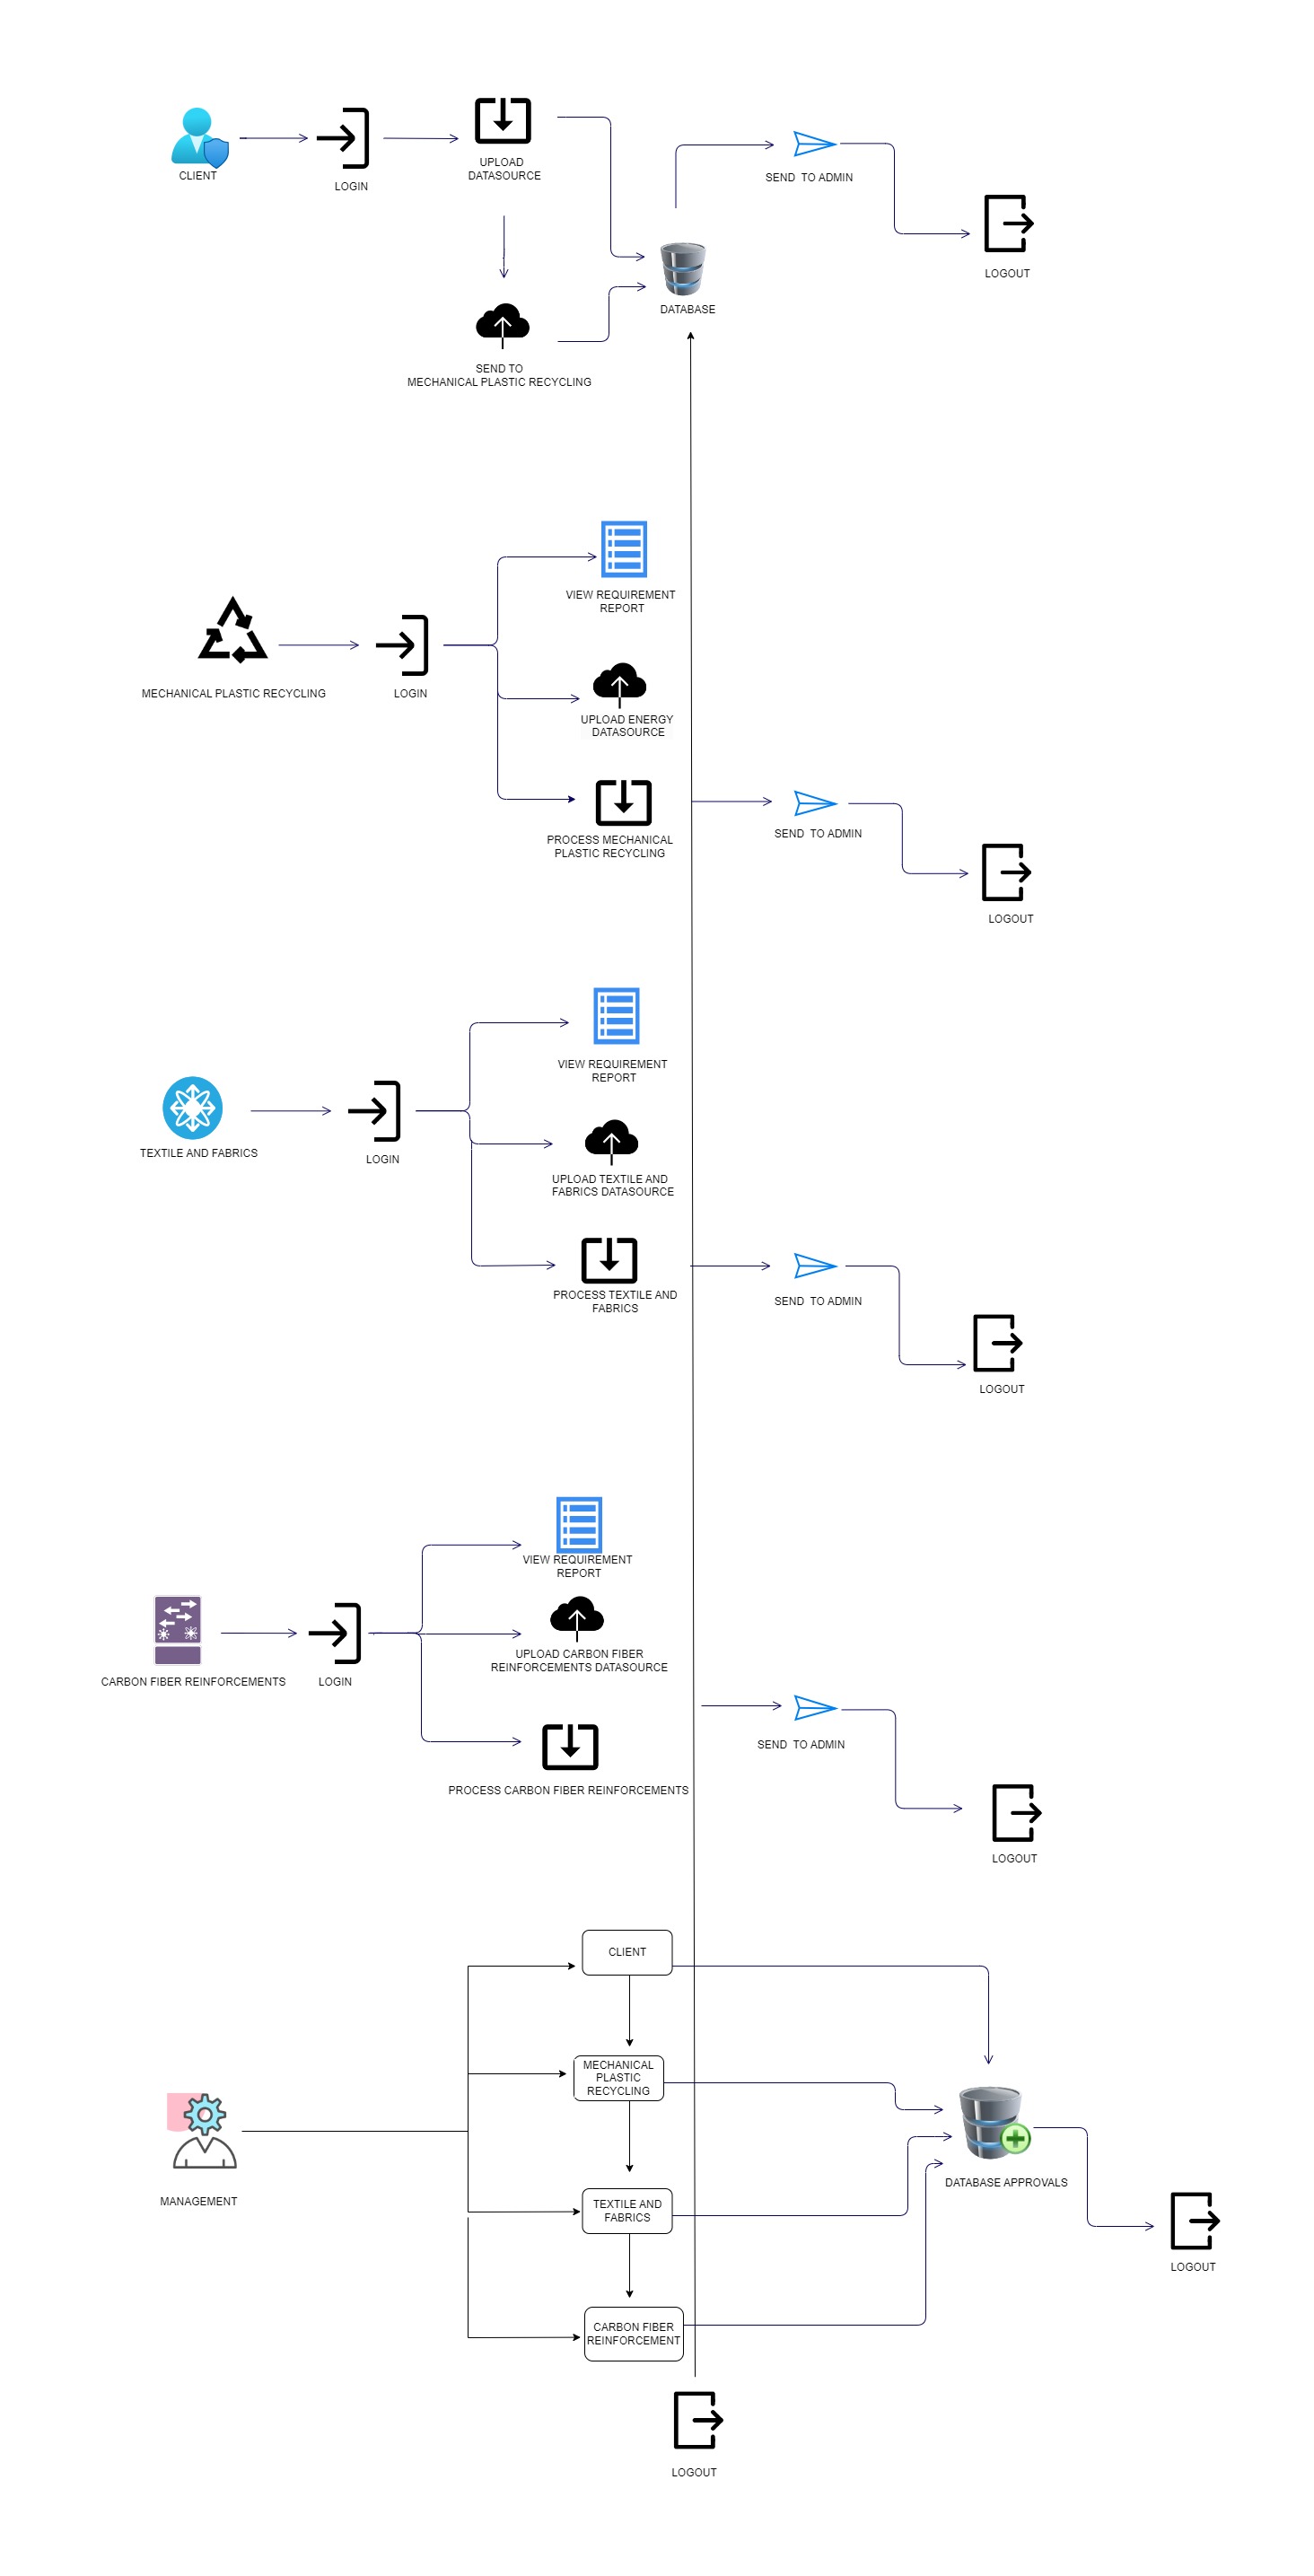 CLIENT
LOGIN
UPLOAD
DATASOURCE
SEND TO ADMIN
LOGOUT
DATABASE
SEND TO
MECHANICAL PLASTIC RECYCLING
VIEW REQUIREMENT
REPORT
MECHANICAL PLASTIC RECYCLING
LOGIN
UPLOAD ENERGY
DATASOURCE
PROCESS MECHANICAL
PLASTIC RECYCLING
SEND TO ADMIN
LOGOUT
VIEW REQUIREMENT
REPORT
TEXTILE AND FABRICS
LOGIN
UPLOAD TEXTILE AND
FABRICS DATASOURCE
PROCESS TEXTILE AND
FABRICS
SEND TO ADMIN
LOGOUT
VIEW REQUIREMENT
REPORT
CARBON FIBER REINFORCEMENTS
LOGIN
UPLOAD CARBON FIBER
REINFORCEMENTS DATASOURCE
PROCESS CARBON FIBER REINFORCEMENTS
SEND TO ADMIN
LOGOUT
CLIENT
MECHANICAL
PLASTIC
RECYCLING
MANAGEMENT
TEXTILE AND
FABRICS
DATABASE APPROVALS
LOGOUT
CARBON FIBER
REINFORCEMENT
LOGOUT